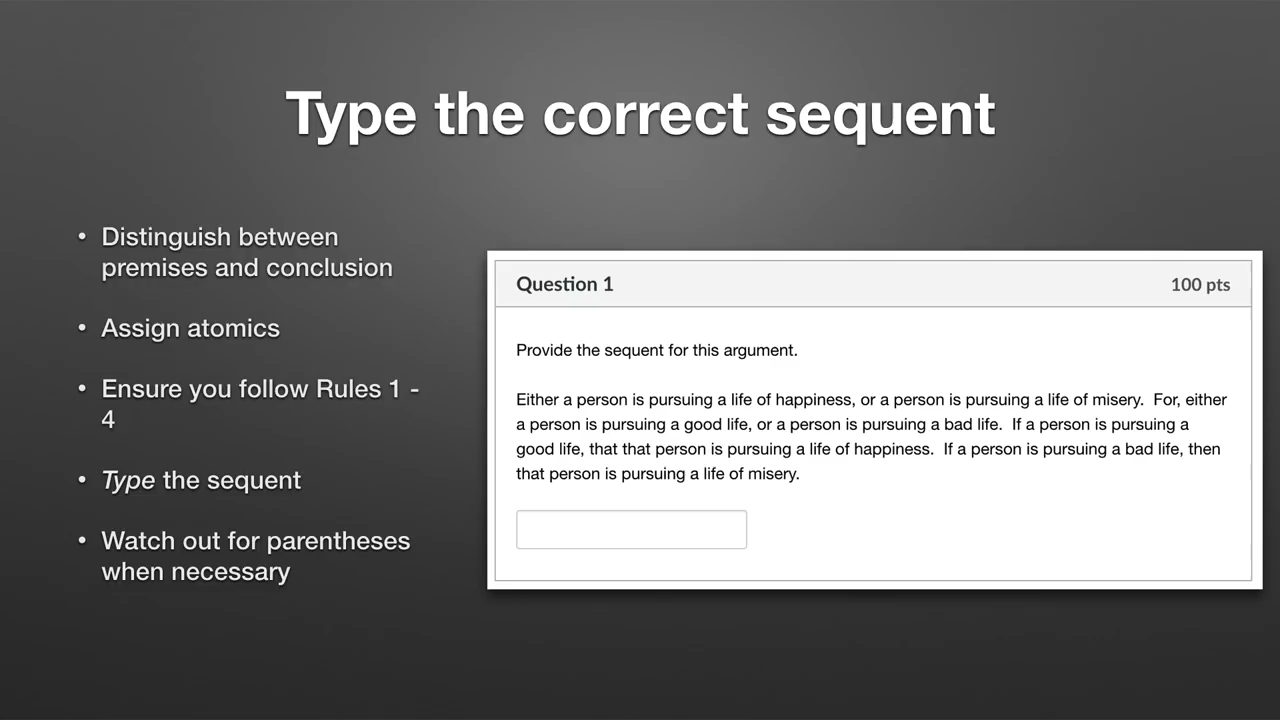 Type the correct sequent
• Distinguish between
premises and conclusion
• Assign atomics
• Ensure you follow Rules 1 -
4
• Type the sequent
• Watch out for parentheses
when necessary
Question 1 100 pts
Provide the sequent for this argument.
Either a person is pursuing a life of happiness, or a person is pursuing a life of misery. For, either
a person is pursuing a good life, or a person is pursuing a bad life. If a person is pursuing a
good life, that that person is pursuing a life of happiness. If a person is pursuing a bad life, then
that person is pursuing a life of misery.